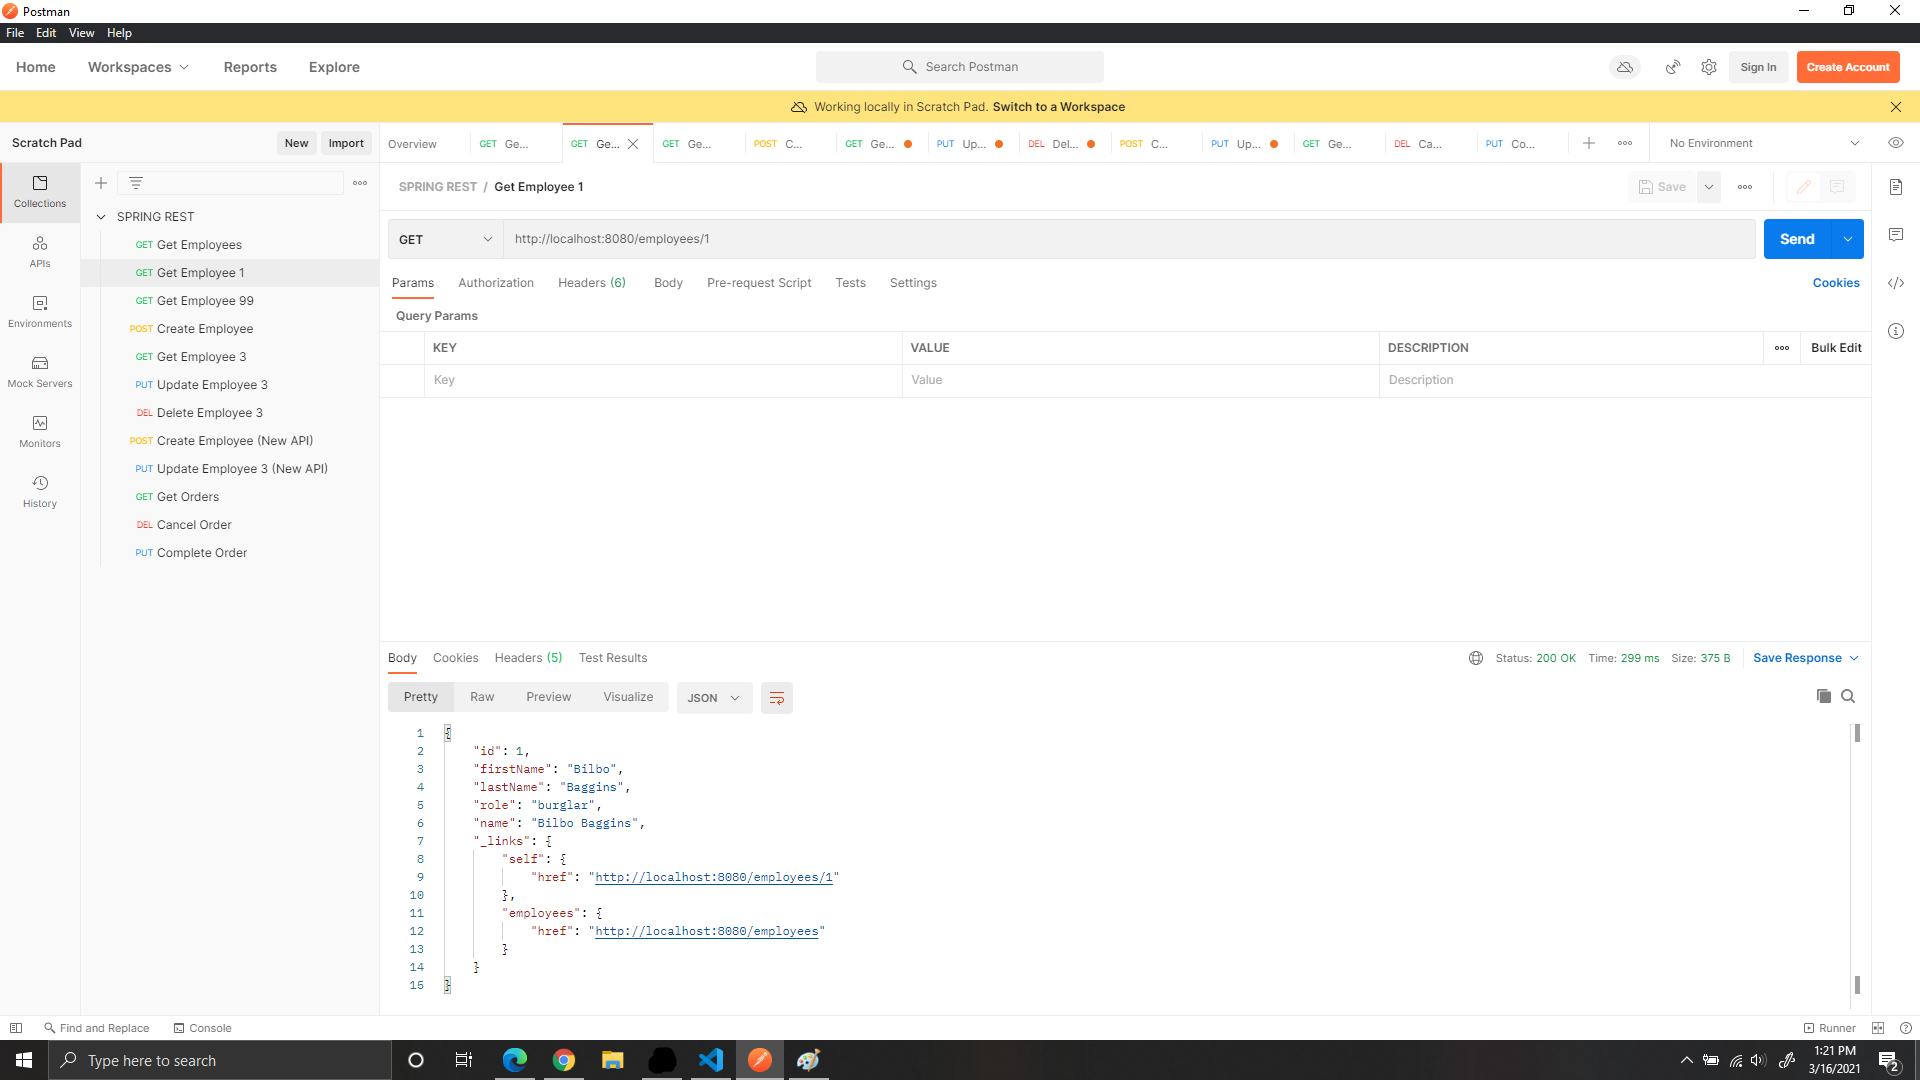 Postman
File Edit View Help
Home Workspaces Reports Explore Search Postman Sign In Create Account
Working locally in Scratch Pad. Switch to a Workspace
Scratch Pad New Import Overview GET Ge... GET Ge... GET Ge... POST C... GET Ge... PUT Up... DEL Del... POST C... PUT Up... GET Ge... DEL Ca... PUT Co... No Environment
Collections
APIs
Environments
Mock Servers
Monitors
History
SPRING REST
GET Get Employees
GET Get Employee 1
GET Get Employee 99
POST Create Employee
GET Get Employee 3
PUT Update Employee 3
DEL Delete Employee 3
POST Create Employee (New API)
PUT Update Employee 3 (New API)
GET Get Orders
DEL Cancel Order
PUT Complete Order
SPRING REST / Get Employee 1 Save
GET http://localhost:8080/employees/1 Send
Params Authorization Headers (6) Body Pre-request Script Tests Settings Cookies
Query Params
KEY VALUE DESCRIPTION Bulk Edit
Key Value Description
Body Cookies Headers (5) Test Results Status: 200 OK Time: 299 ms Size: 375 B Save Response
Pretty Raw Preview Visualize JSON
1 {
2 "id": 1,
3 "firstName": "Bilbo",
4 "lastName": "Baggins",
5 "role": "burglar",
6 "name": "Bilbo Baggins",
7 "_links": {
8 "self": {
9 "href": "http://localhost:8080/employees/1"
10 },
11 "employees": {
12 "href": "http://localhost:8080/employees"
13 }
14 }
15 }
Find and Replace Console Runner
Type here to search
1:21 PM
3/16/2021
2